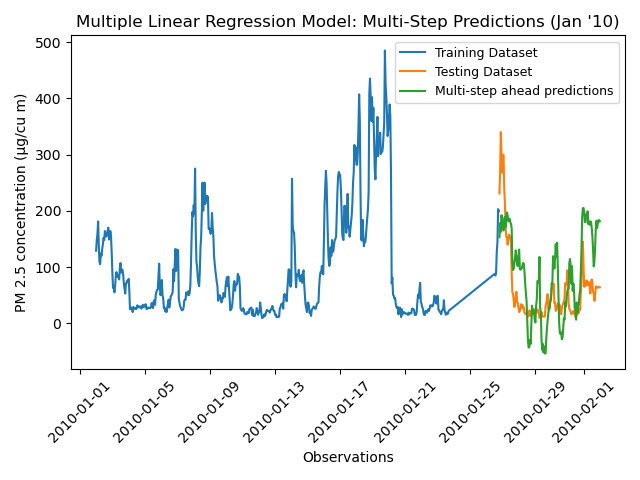 Multiple Linear Regression Model: Multi-Step Predictions (Jan '10)
Training Dataset
Testing Dataset
Multi-step ahead predictions
PM 2.5 concentration (µg/cu m)
500
400
300
200
100
0
2010-01-01
2010-01-05
2010-01-09
2010-01-13
2010-01-17
2010-01-21
2010-01-25
2010-01-29
2010-02-01
Observations